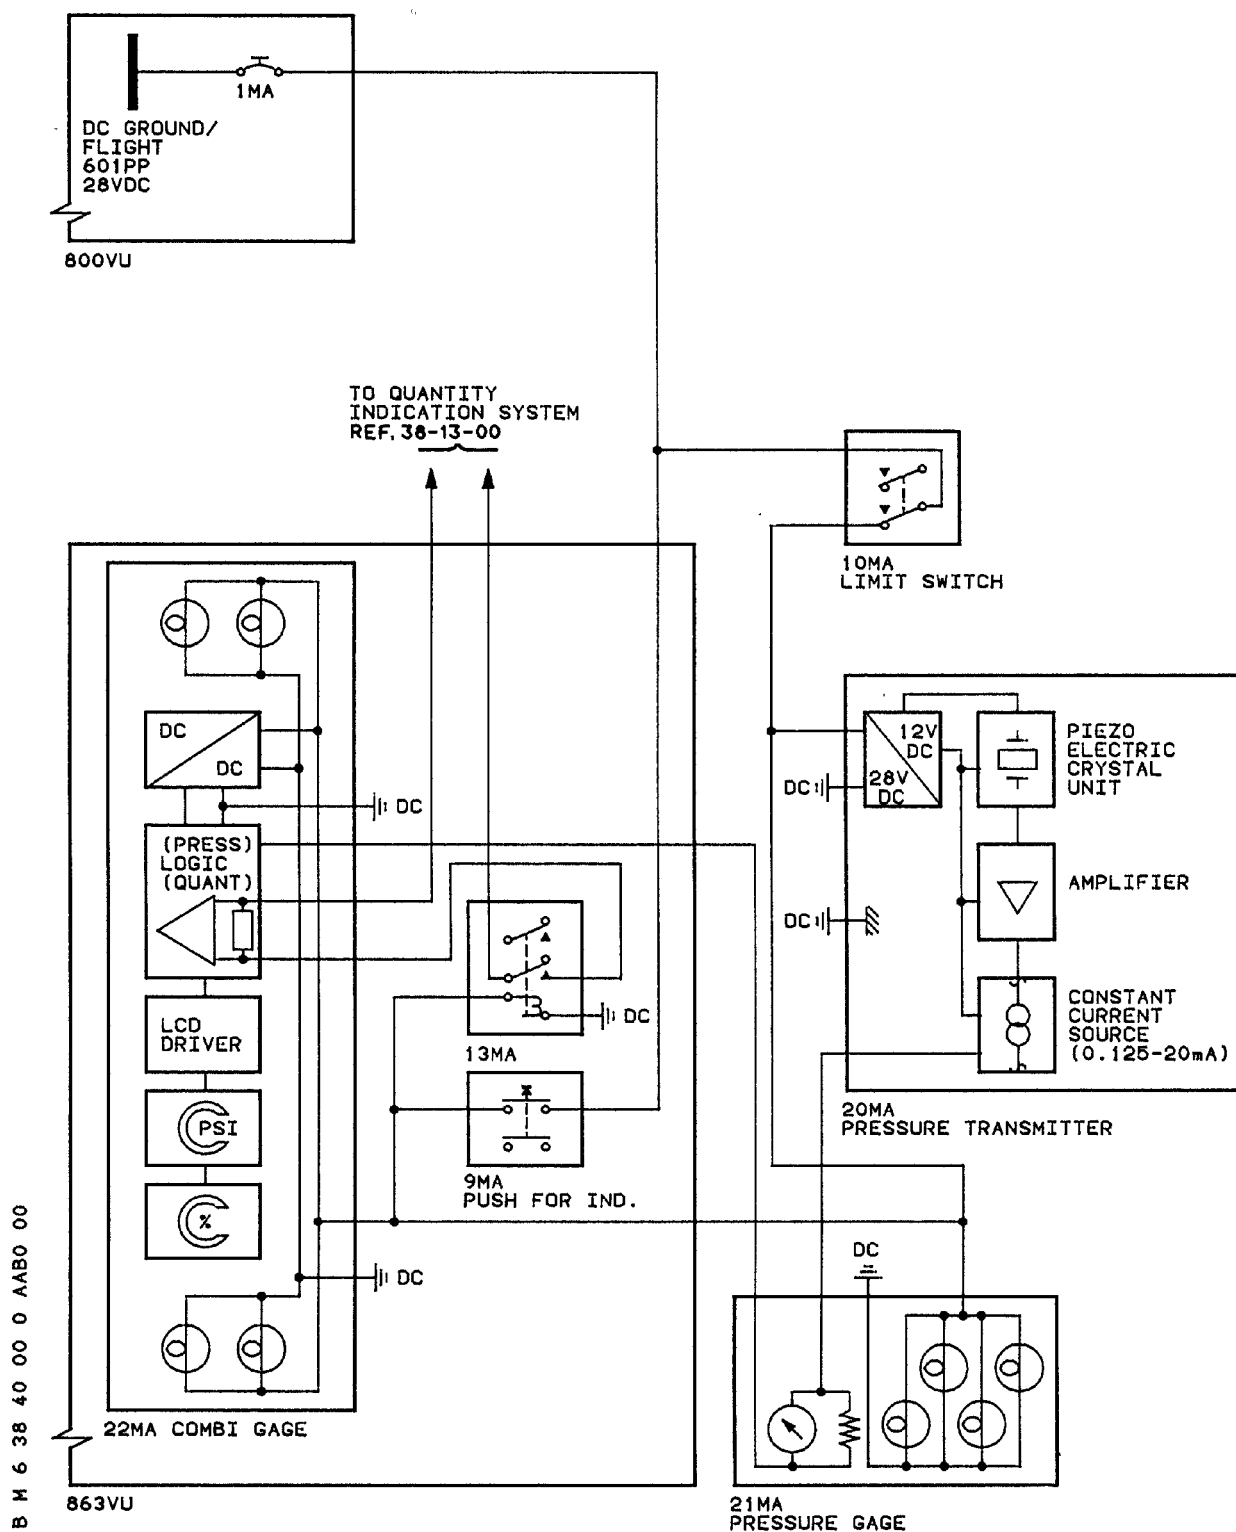 1MA
DC GROUND/
FLIGHT
601PP
28VDC
800VU
TO QUANTITY
INDICATION SYSTEM
REF. 38-13-00
10MA
LIMIT SWITCH
DC
DC
DC
(PRESS)
LOGIC
(QUANT)
LCD
DRIVER
PSI
%
DC
22MA COMBI GAGE
863VU
DC
13MA
9MA
PUSH FOR IND.
12V
DC
28V
DC
DC
DC
PIEZO
ELECTRIC
CRYSTAL
UNIT
AMPLIFIER
CONSTANT
CURRENT
SOURCE
(0.125-20mA)
20MA
PRESSURE TRANSMITTER
DC
21MA
PRESSURE GAGE
B M 6 38 40 00 0 AAB0 00